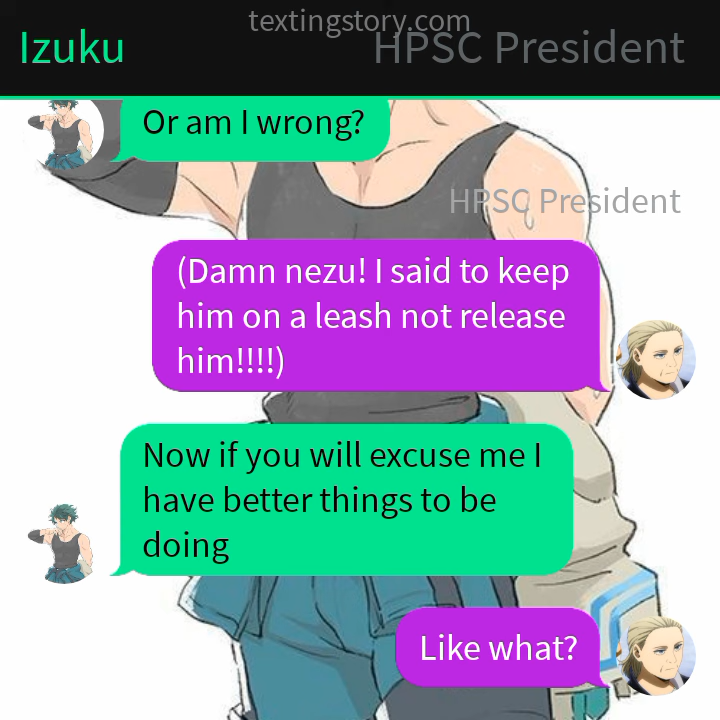 textingstory.com
Izuku
HPSC President
Or am I wrong?
HPSC President
(Damn nezu! I said to keep
him on a leash not release
him!!!!)
Now if you will excuse me I
have better things to be
doing
Like what?